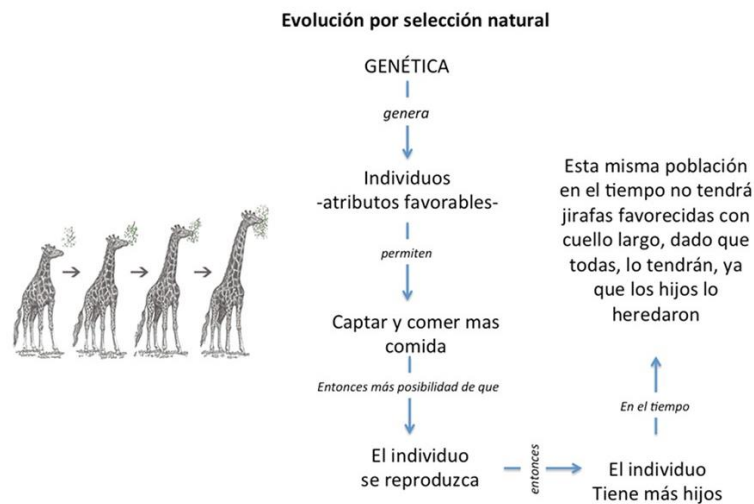 Evolución por selección natural
GENÉTICA
genera
Individuos
-atributos favorables-
permiten
Captar y comer mas
comida
Entonces más posibilidad de que
El individuo
se reproduzca
entonces
El individuo
Tiene más hijos
En el tiempo
Esta misma población
en el tiempo no tendrá
jirafas favorecidas con
cuello largo, dado que
todas, lo tendrán, ya
que los hijos lo
heredaron